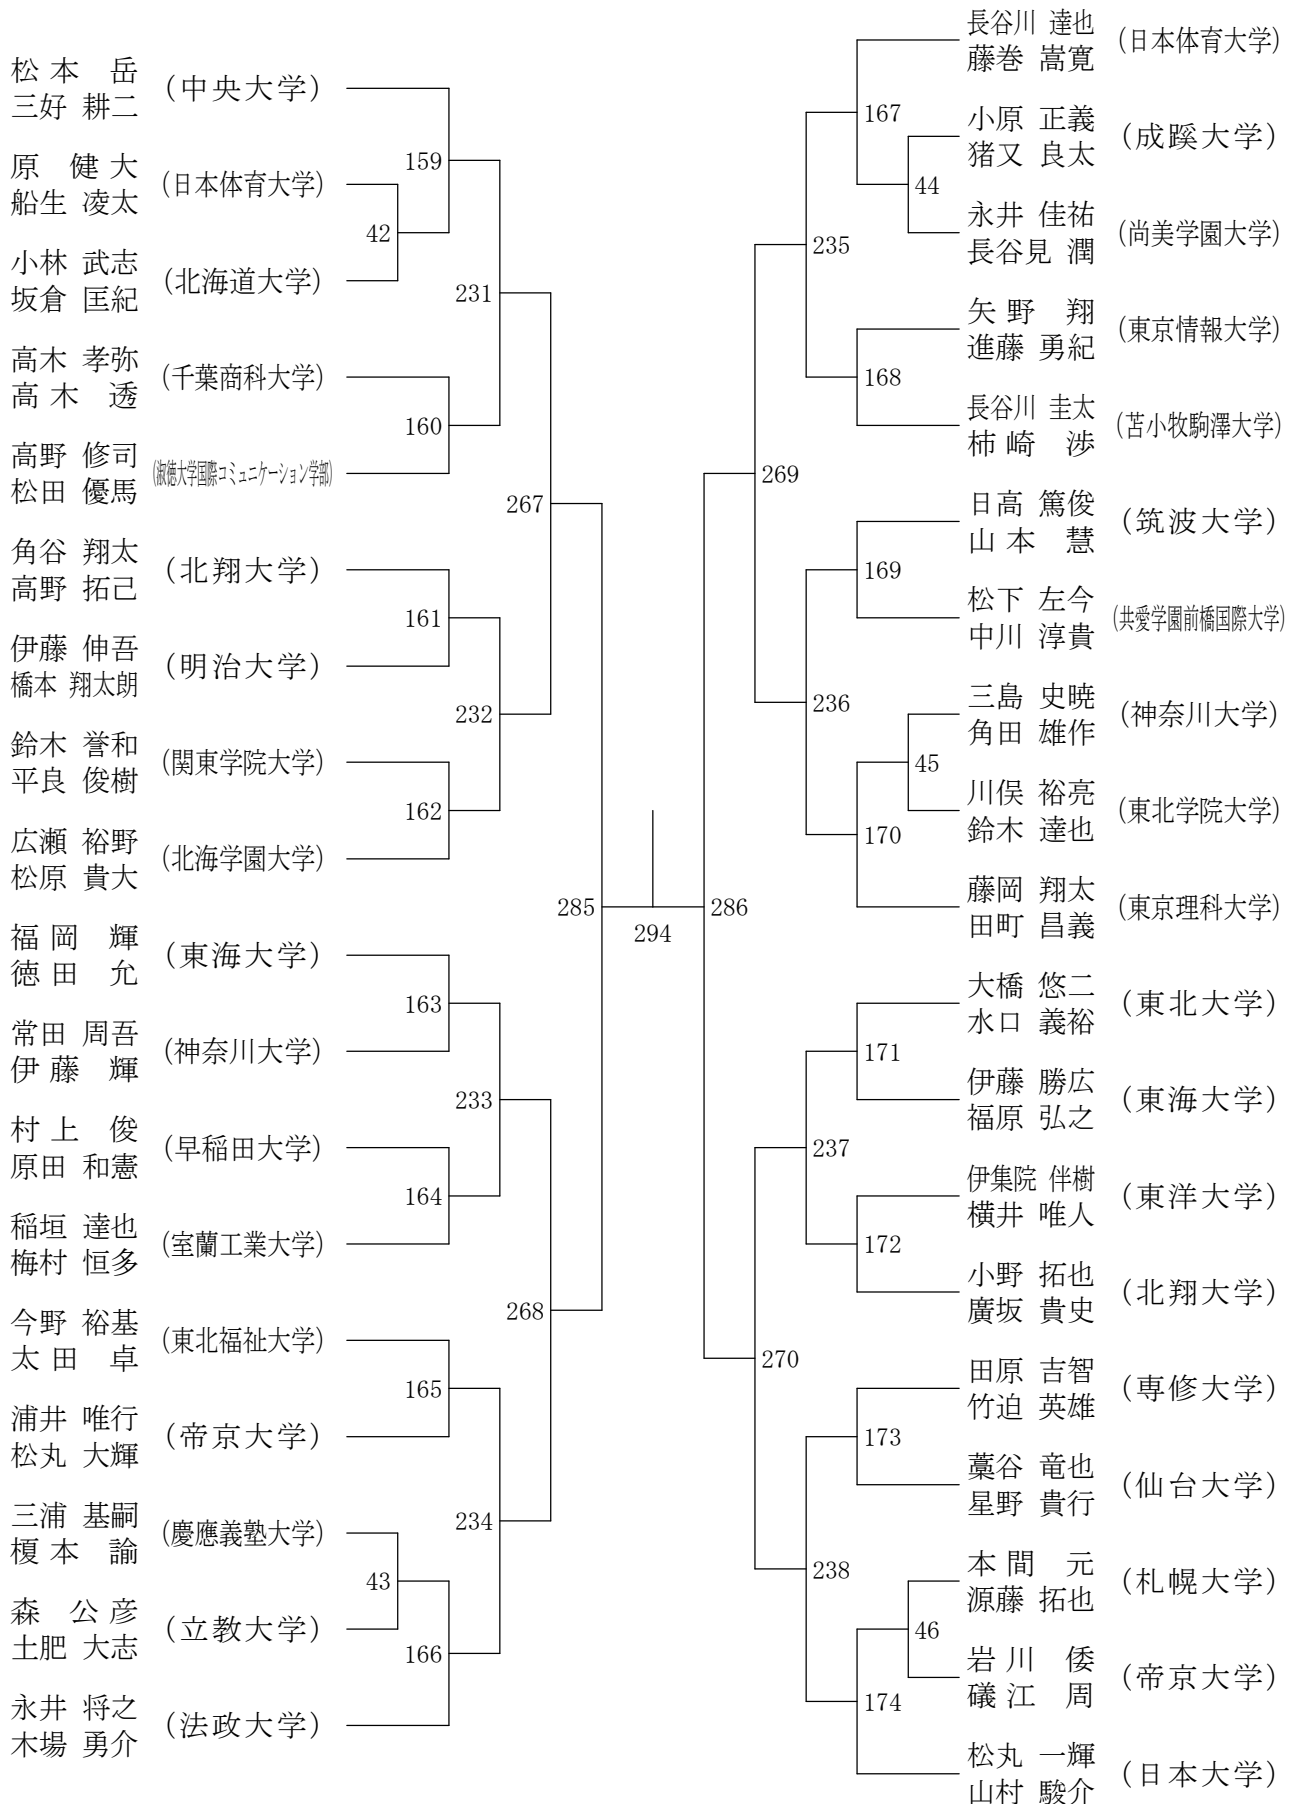 松本 岳
三好 耕二
(中央大学)
原 健大
船生 凌太
(日本体育大学)
小林 武志
坂倉 匡紀
(北海道大学)
高木 孝弥
高木 透
(千葉商科大学)
高野 修司
松田 優馬
(淑徳大学国際コミュニケーション学部)
角谷 翔太
高野 拓己
(北翔大学)
伊藤 伸吾
橋本 翔太朗
(明治大学)
鈴木 誉和
平良 俊樹
(関東学院大学)
広瀬 裕野
松原 貴大
(北海学園大学)
福岡 輝
徳田 允
(東海大学)
常田 周吾
伊藤 輝
(神奈川大学)
村上 俊
原田 和憲
(早稲田大学)
稲垣 達也
梅村 恒多
(室蘭工業大学)
今野 裕基
太田 卓
(東北福祉大学)
浦井 唯行
松丸 大輝
(帝京大学)
三浦 基嗣
榎本 諭
(慶應義塾大学)
森 公彦
土肥 大志
(立教大学)
永井 将之
木場 勇介
(法政大学)
42
43
159
160
161
162
163
164
165
166
231
232
233
234
267
268
285
294
286
269
270
235
236
237
238
167
168
169
170
171
172
173
174
44
45
46
長谷川 達也
藤巻 嵩寛
(日本体育大学)
小原 正義
猪又 良太
(成蹊大学)
永井 佳祐
長谷見 潤
(尚美学園大学)
矢野 翔
進藤 勇紀
(東京情報大学)
長谷川 圭太
柿崎 渉
(苫小牧駒澤大学)
日高 篤俊
山本 慧
(筑波大学)
松下 左今
中川 淳貴
(共愛学園前橋国際大学)
三島 史暁
角田 雄作
(神奈川大学)
川俣 裕亮
鈴木 達也
(東北学院大学)
藤岡 翔太
田町 昌義
(東京理科大学)
大橋 悠二
水口 義裕
(東北大学)
伊藤 勝広
福原 弘之
(東海大学)
伊集院 伴樹
横井 唯人
(東洋大学)
小野 拓也
廣坂 貴史
(北翔大学)
田原 吉智
竹迫 英雄
(専修大学)
藁谷 竜也
星野 貴行
(仙台大学)
本間 元
源藤 拓也
(札幌大学)
岩川 倭
礒江 周
(帝京大学)
松丸 一輝
山村 駿介
(日本大学)